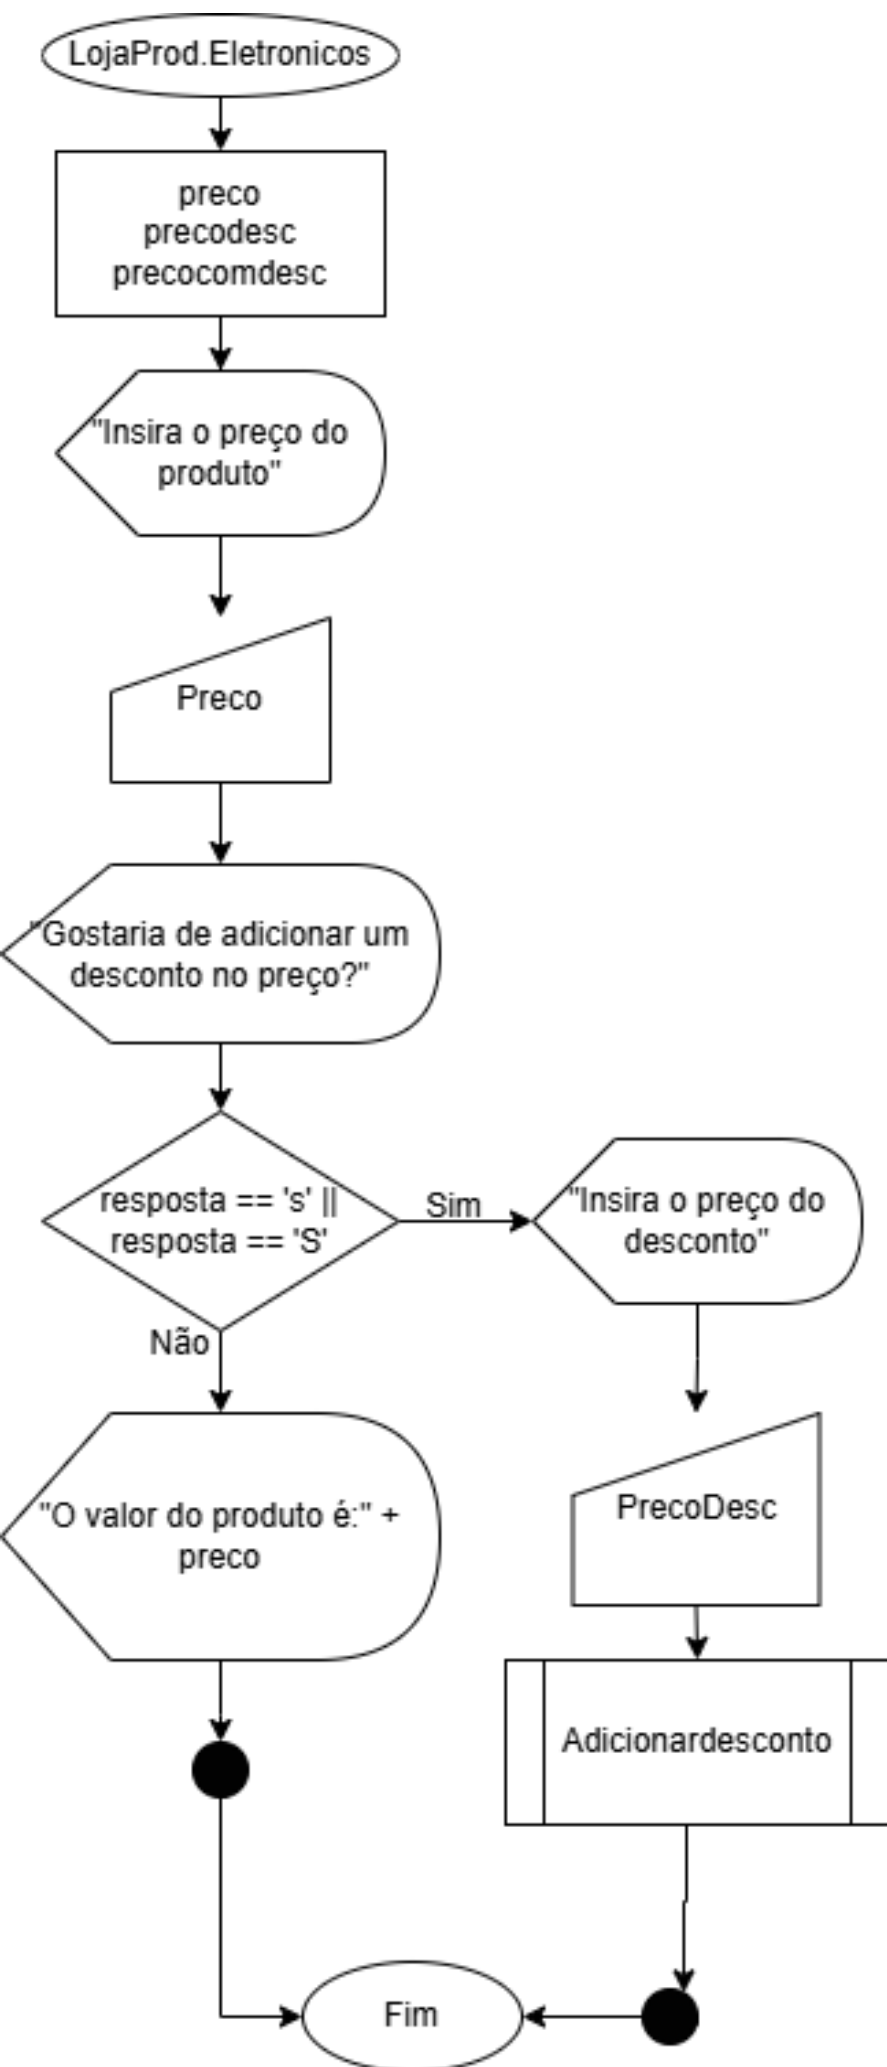 LojaProd.Eletronicos
preco
precodesc
precocomdesc
"Insira o preço do
produto"
Preco
"Gostaria de adicionar um
desconto no preço?"
resposta == 's' ||
resposta == 'S'
Sim
"Insira o preço do
desconto"
Não
"O valor do produto é:" +
preco
PrecoDesc
Adicionardesconto
Fim